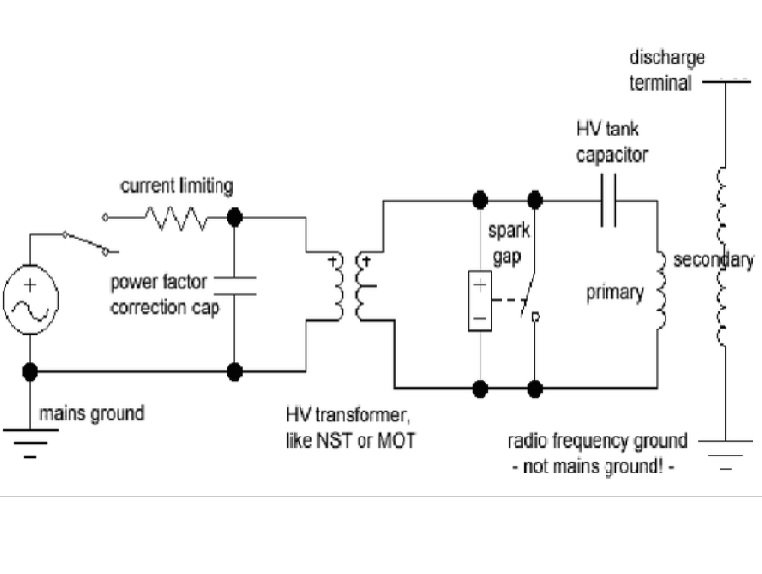 discharge
terminal
HV tank
capacitor
current limiting
spark
gap
secondary
power factor
correction cap
primary
mains ground
HV transformer,
like NST or MOT
radio frequency ground
- not mains ground! -